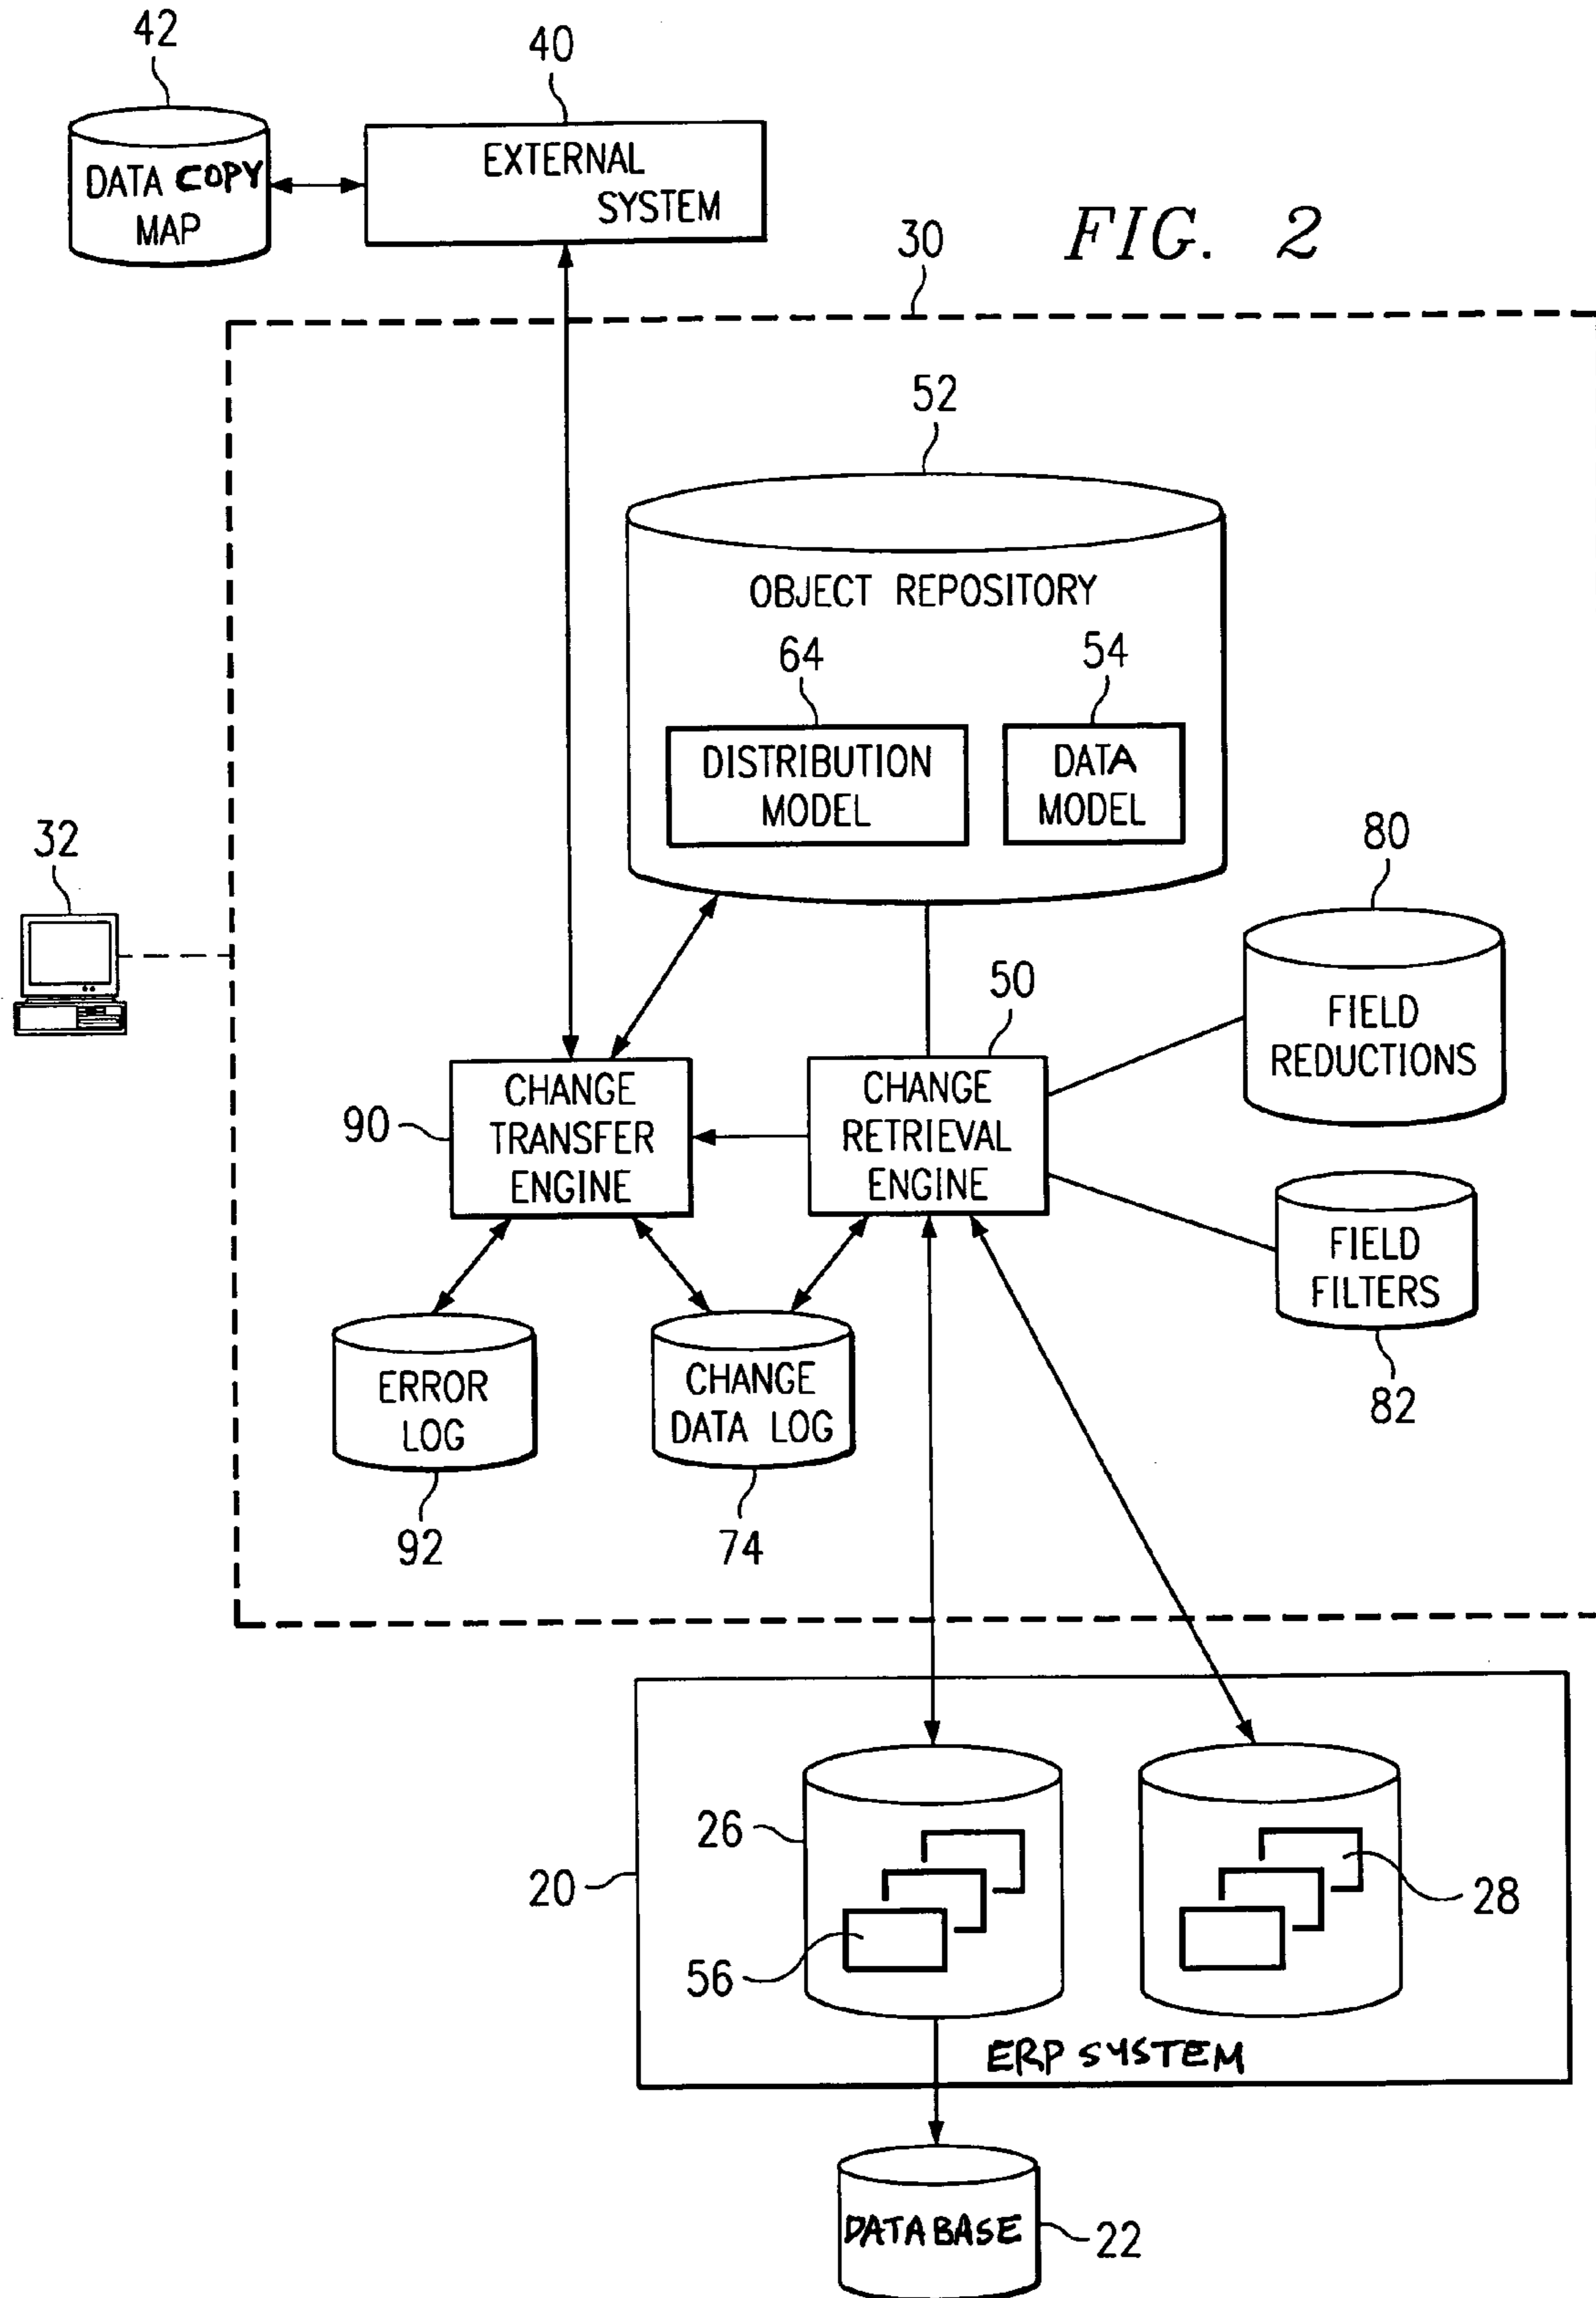 42
40
DATA COPY
MAP
EXTERNAL
SYSTEM
FIG. 2
30
52
OBJECT REPOSITORY
64
54
DISTRIBUTION
MODEL
DATA
MODEL
32
80
FIELD
REDUCTIONS
50
90
CHANGE
TRANSFER
ENGINE
CHANGE
RETRIEVAL
ENGINE
FIELD
FILTERS
82
ERROR
LOG
CHANGE
DATA LOG
92
74
26
20
28
56
ERP SYSTEM
DATABASE
22